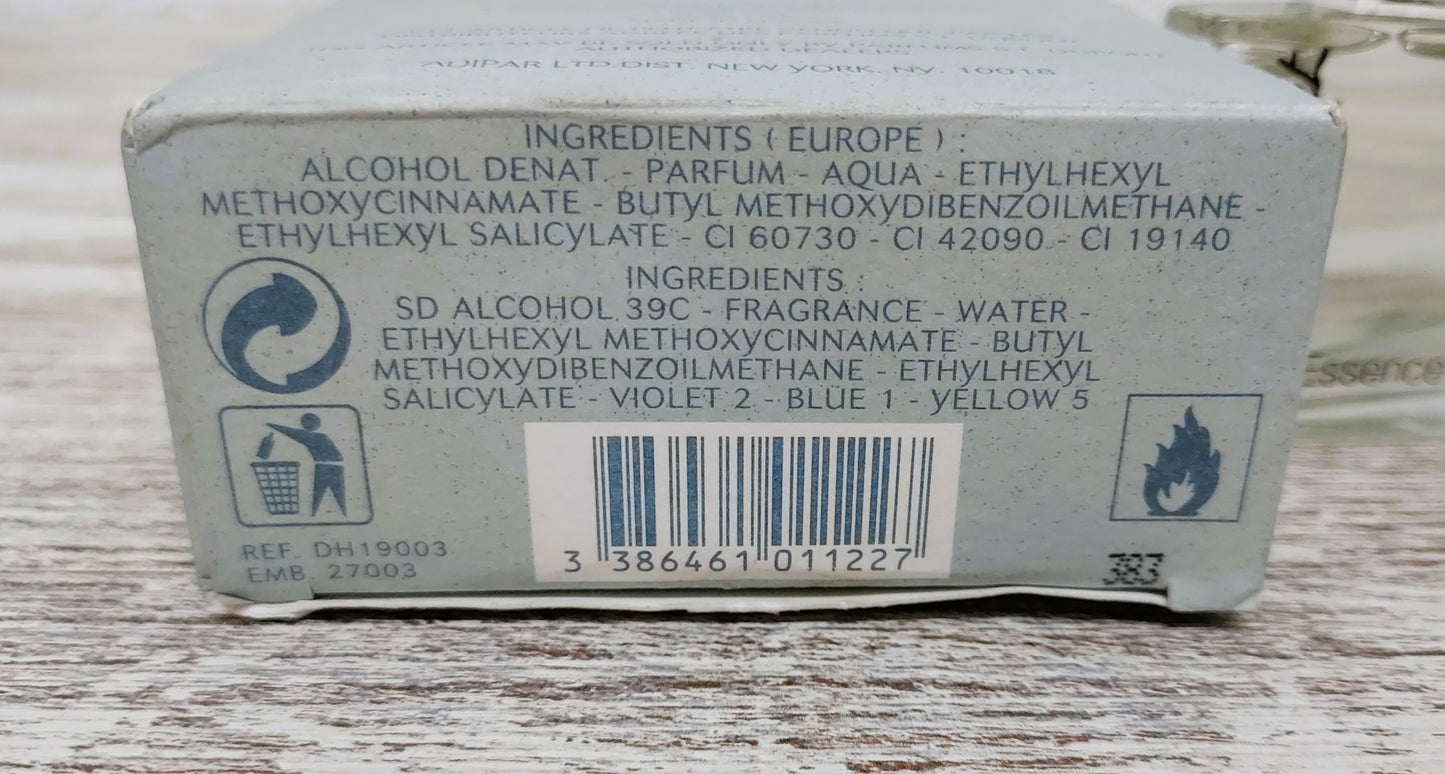 AUTHORIZED DEALERS
ADIPAR LTD. DIST. NEW YORK, NY. 10018
INGREDIENTS ( EUROPE ) :
ALCOHOL DENAT. - PARFUM - AQUA - ETHYLHEXYL
METHOXYCINNAMATE - BUTYL METHOXYDIBENZOILMETHANE -
ETHYLHEXYL SALICYLATE - CI 60730 - CI 42090 - CI 19140
INGREDIENTS :
SD ALCOHOL 39C - FRAGRANCE - WATER -
ETHYLHEXYL METHOXYCINNAMATE - BUTYL
METHOXYDIBENZOILMETHANE - ETHYLHEXYL
SALICYLATE - VIOLET 2 - BLUE 1 - YELLOW 5
REF. DH19003
EMB. 27003
3 386461 011227
383
Essence